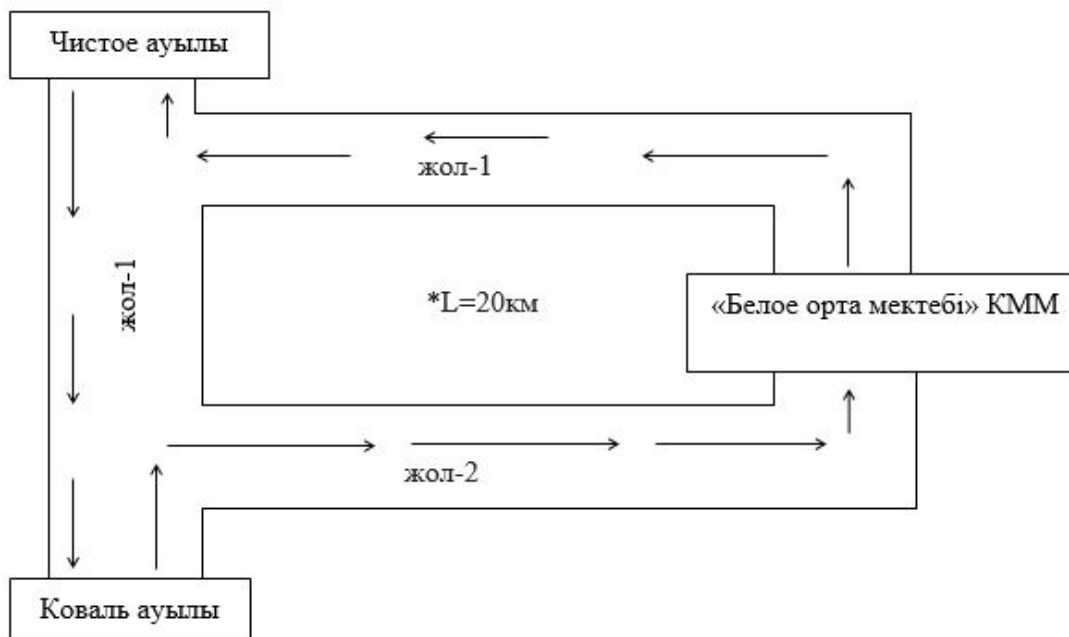 Чистое ауылы
жол-1
жол-1
*L=20км
«Белое орта мектебі» КММ
жол-2
Коваль ауылы